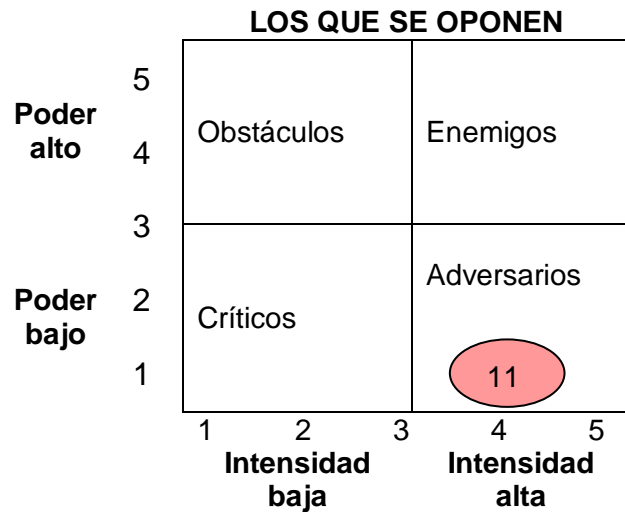 LOS QUE SE OPONEN
5
Poder
alto
4
Obstáculos
Enemigos
3
Poder
bajo
2
Críticos
Adversarios
1
11
1 2 3 4 5
Intensidad
baja
Intensidad
alta